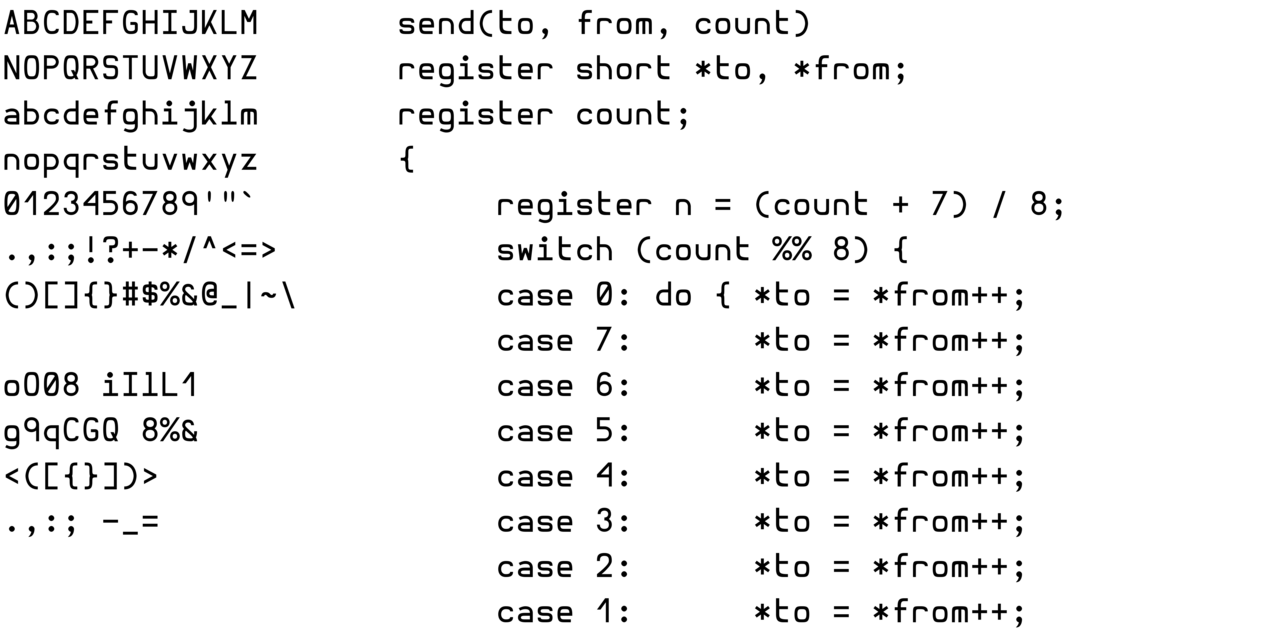 ABCDEFGHIJKLM
NOPQRSTUVWXYZ
abcdefghijklm
nopqrstuvwxyz
0123456789'"`
.,:;!?+-*/^<=>
()[]{}#$%&@_|~\
oO08 iIlL1
g9qCGQ 8%&
<([{}])>
.,:; -_=
send(to, from, count)
register short *to, *from;
register count;
{
     register n = (count + 7) / 8;
     switch (count %% 8) {
     case 0: do { *to = *from++;
     case 7:      *to = *from++;
     case 6:      *to = *from++;
     case 5:      *to = *from++;
     case 4:      *to = *from++;
     case 3:      *to = *from++;
     case 2:      *to = *from++;
     case 1:      *to = *from++;